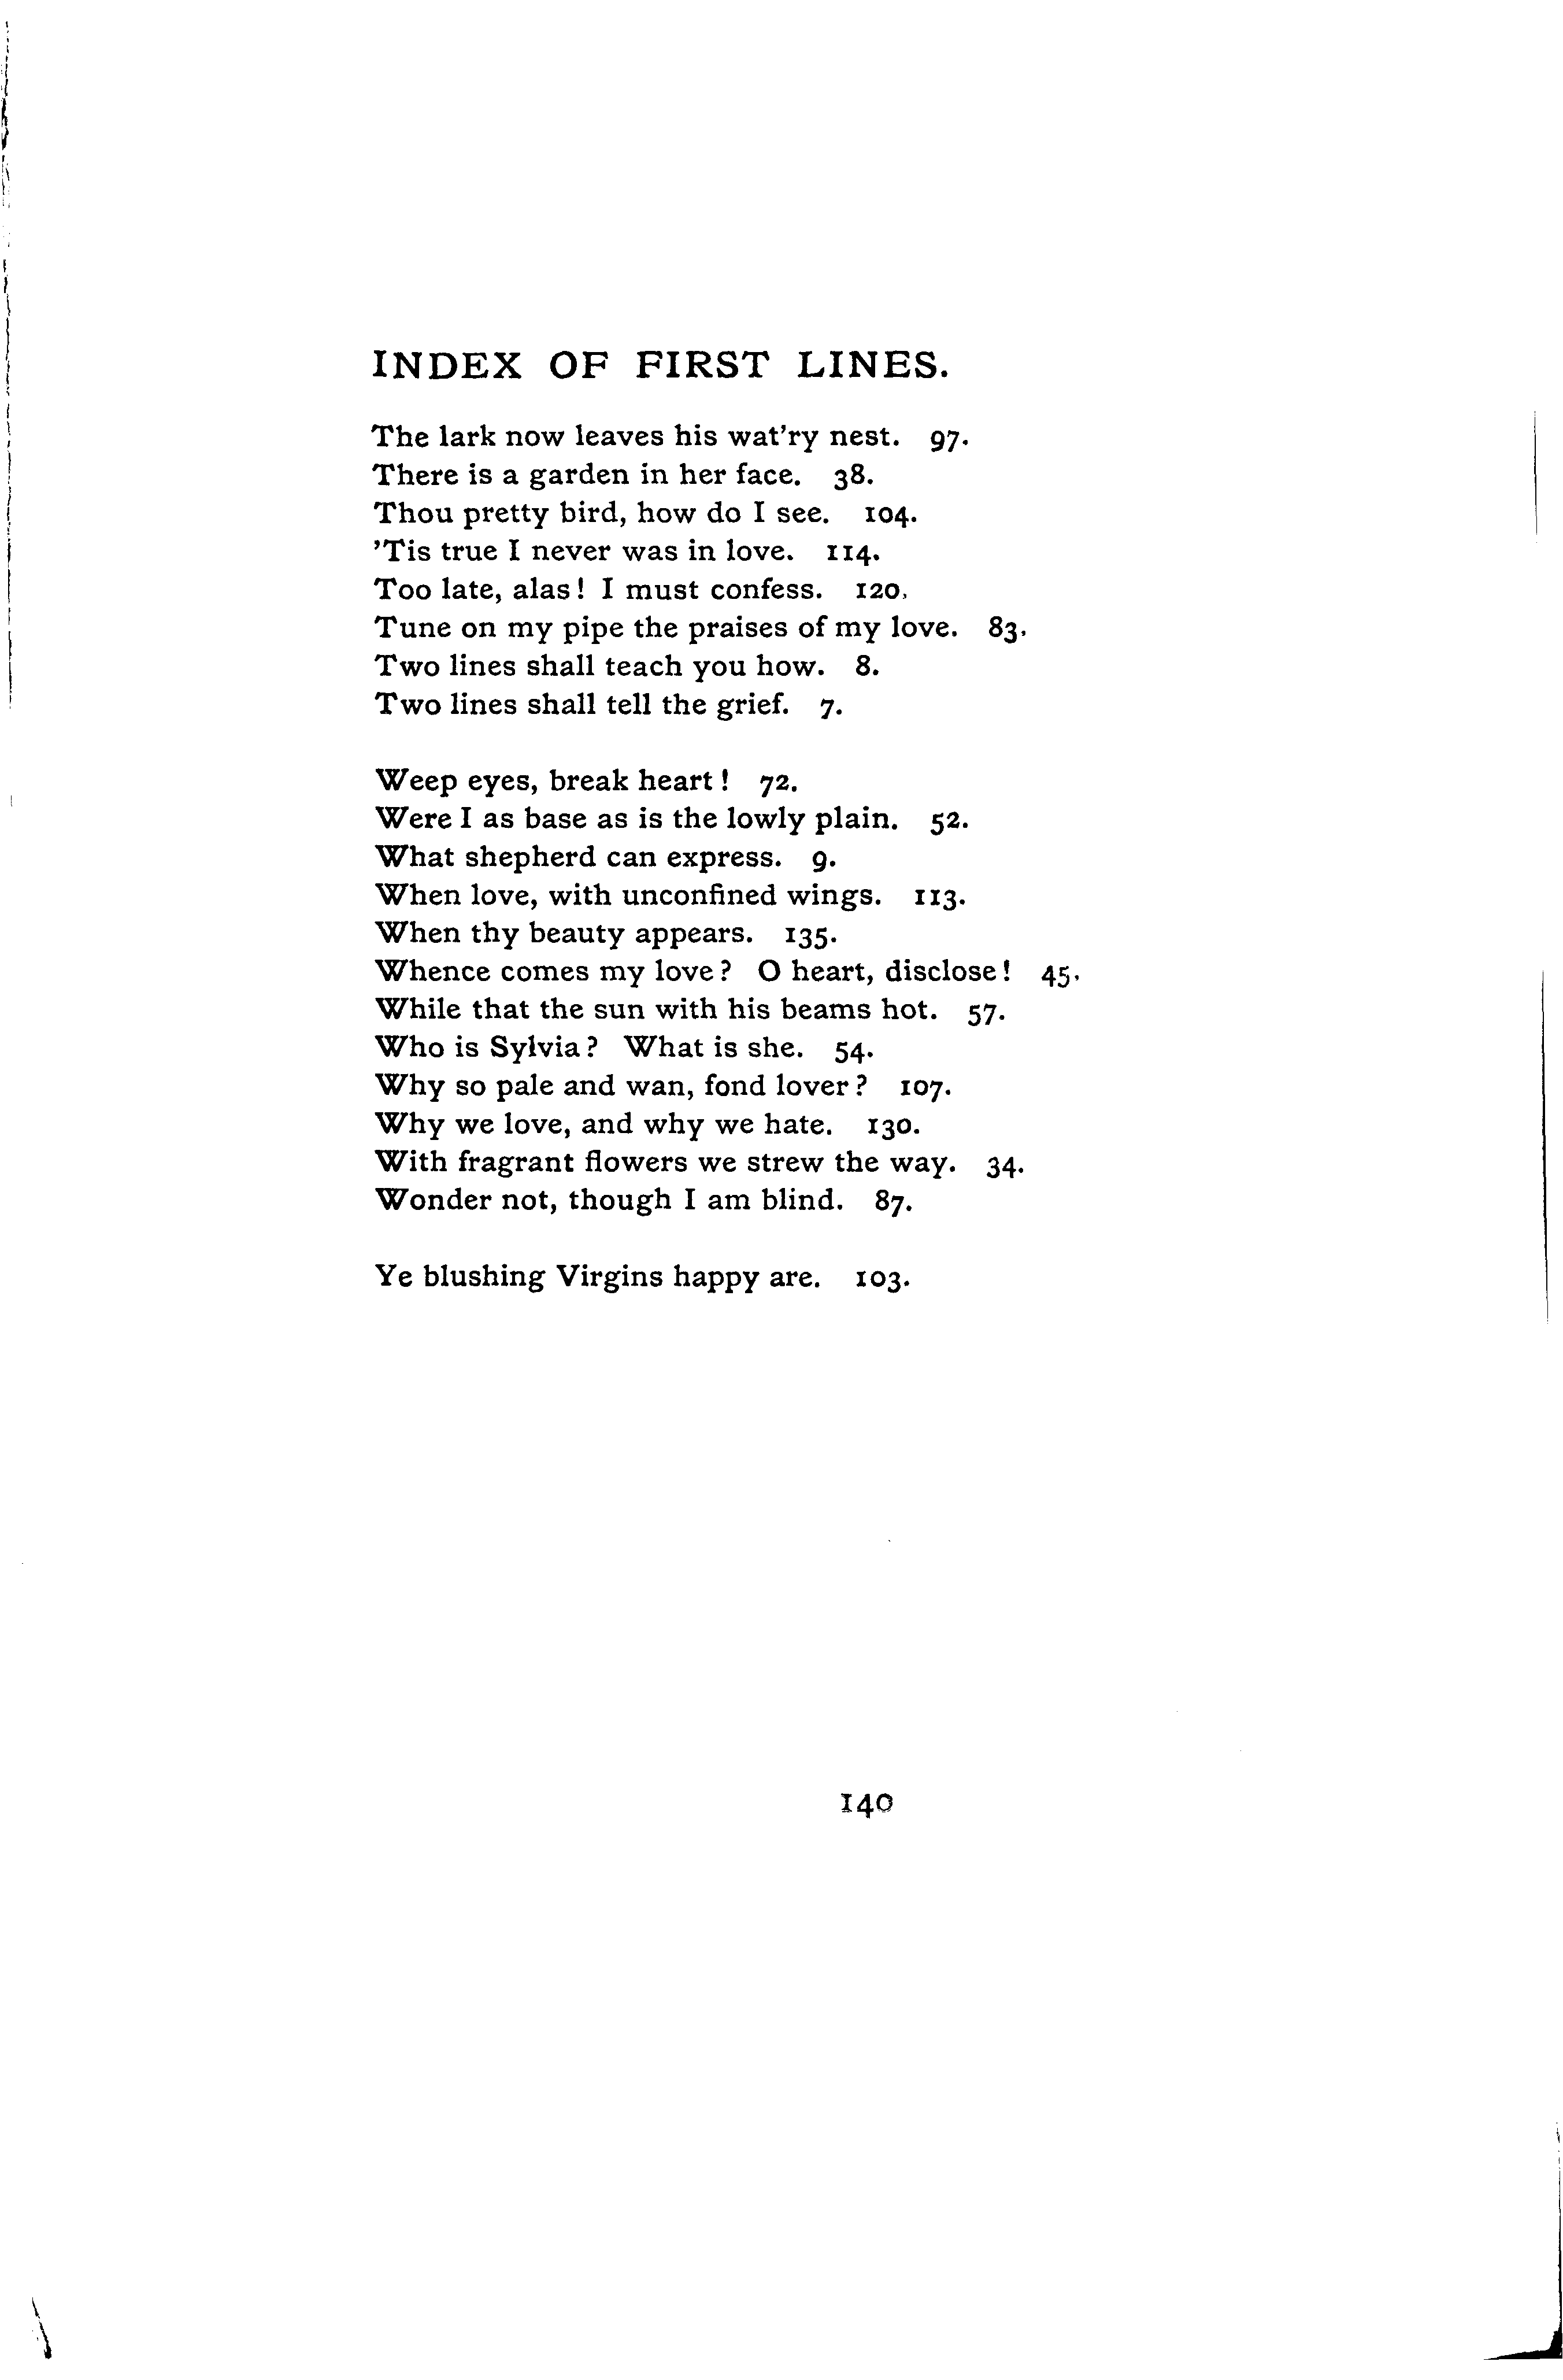 INDEX OF FIRST LINES.
The lark now leaves his wat'ry nest. 97.
There is a garden in her face. 38.
Thou pretty bird, how do I see. 104.
'Tis true I never was in love. 114.
Too late, alas! I must confess. 120.
Tune on my pipe the praises of my love. 83.
Two lines shall teach you how. 8.
Two lines shall tell the grief. 7.
Weep eyes, break heart! 72.
Were I as base as is the lowly plain. 52.
What shepherd can express. 9.
When love, with unconfined wings. 113.
When thy beauty appears. 135.
Whence comes my love? O heart, disclose! 45.
While that the sun with his beams hot. 57.
Who is Sylvia? What is she. 54.
Why so pale and wan, fond lover? 107.
Why we love, and why we hate. 130.
With fragrant flowers we strew the way. 34.
Wonder not, though I am blind. 87.
Ye blushing Virgins happy are. 103.
140